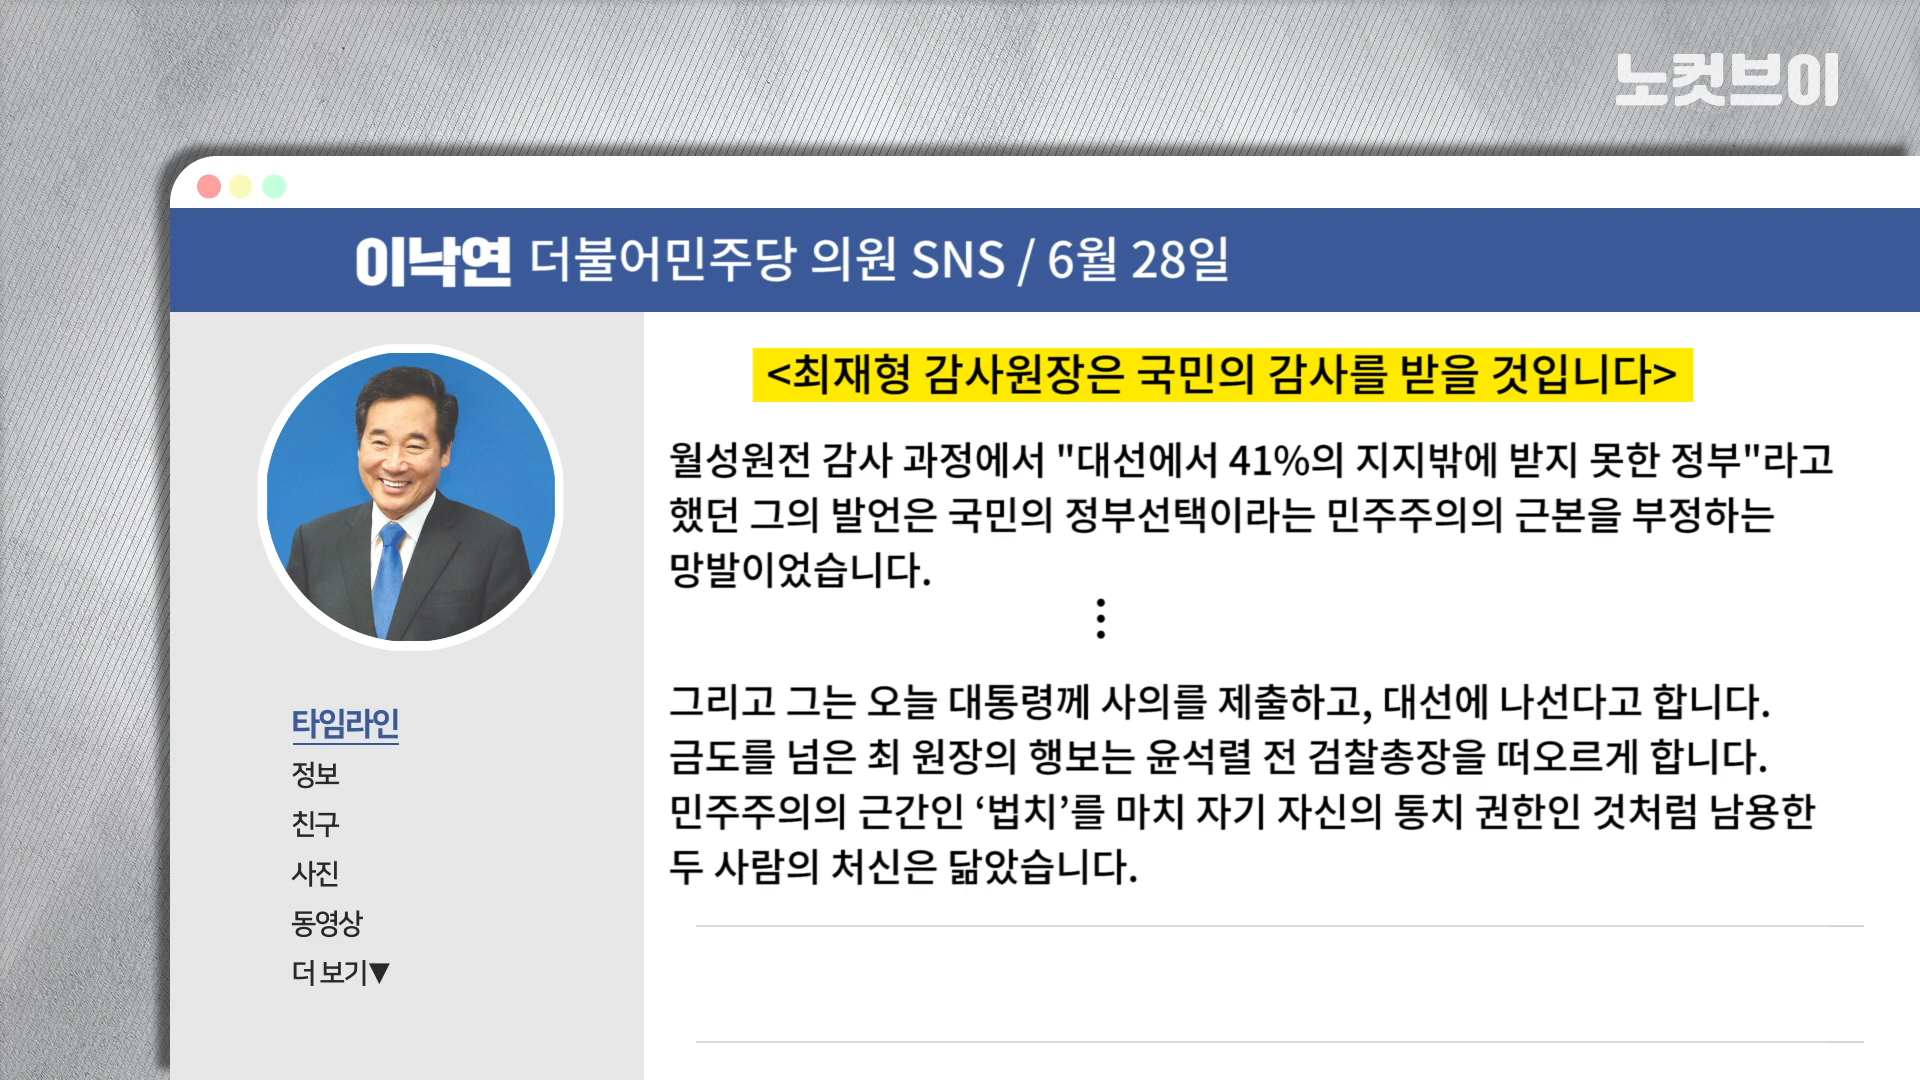 노컷브이
이낙연 더불어민주당 의원 SNS / 6월 28일
<최재형 감사원장은 국민의 감사를 받을 것입니다>
월성원전 감사 과정에서 "대선에서 41%의 지지밖에 받지 못한 정부"라고
했던 그의 발언은 국민의 정부선택이라는 민주주의의 근본을 부정하는
망발이었습니다.
⋮
그리고 그는 오늘 대통령께 사의를 제출하고, 대선에 나선다고 합니다.
금도를 넘은 최 원장의 행보는 윤석렬 전 검찰총장을 떠오르게 합니다.
민주주의의 근간인 ‘법치’를 마치 자기 자신의 통치 권한인 것처럼 남용한
두 사람의 처신은 닮았습니다.
타임라인
정보
친구
사진
동영상
더 보기▼